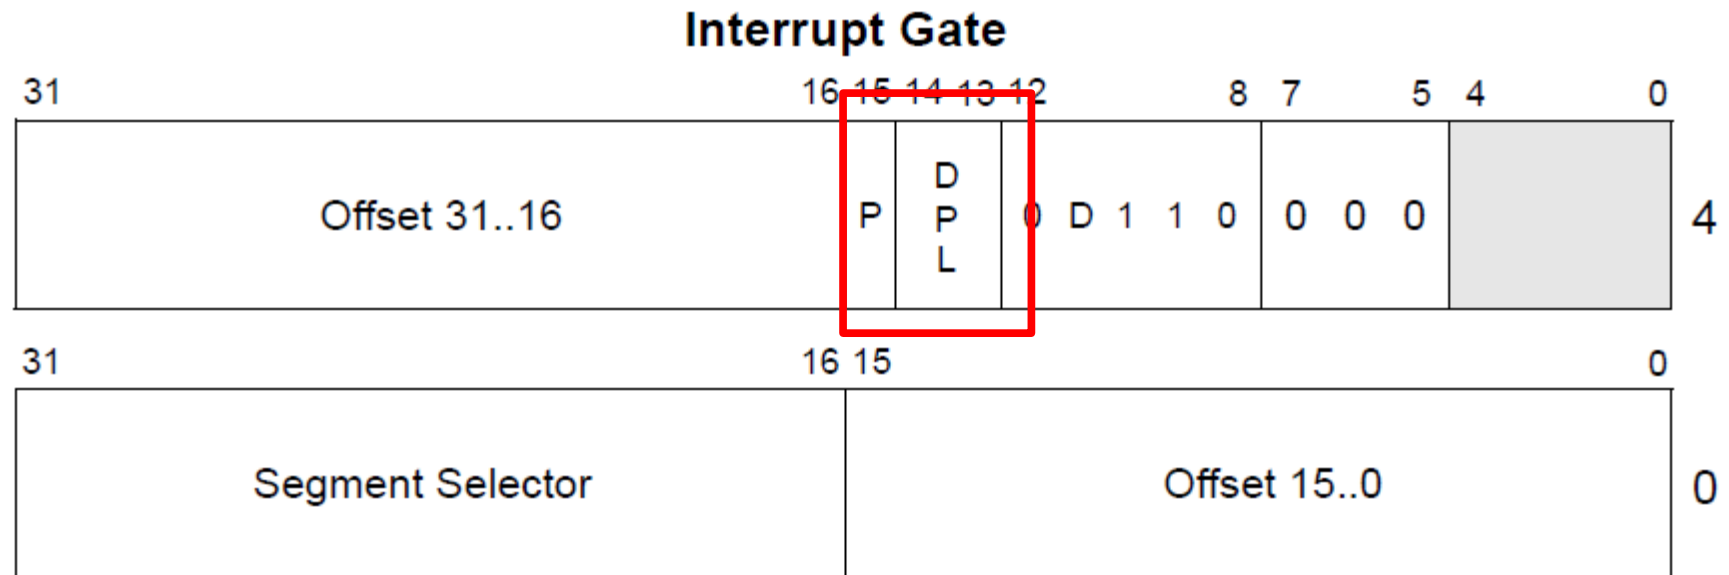 Interrupt Gate
31 16 15 14 13 12 8 7 5 4 0
Offset 31..16 P D P L 0 D 1 1 0 0 0 0 4
31 16 15 0
Segment Selector Offset 15..0 0